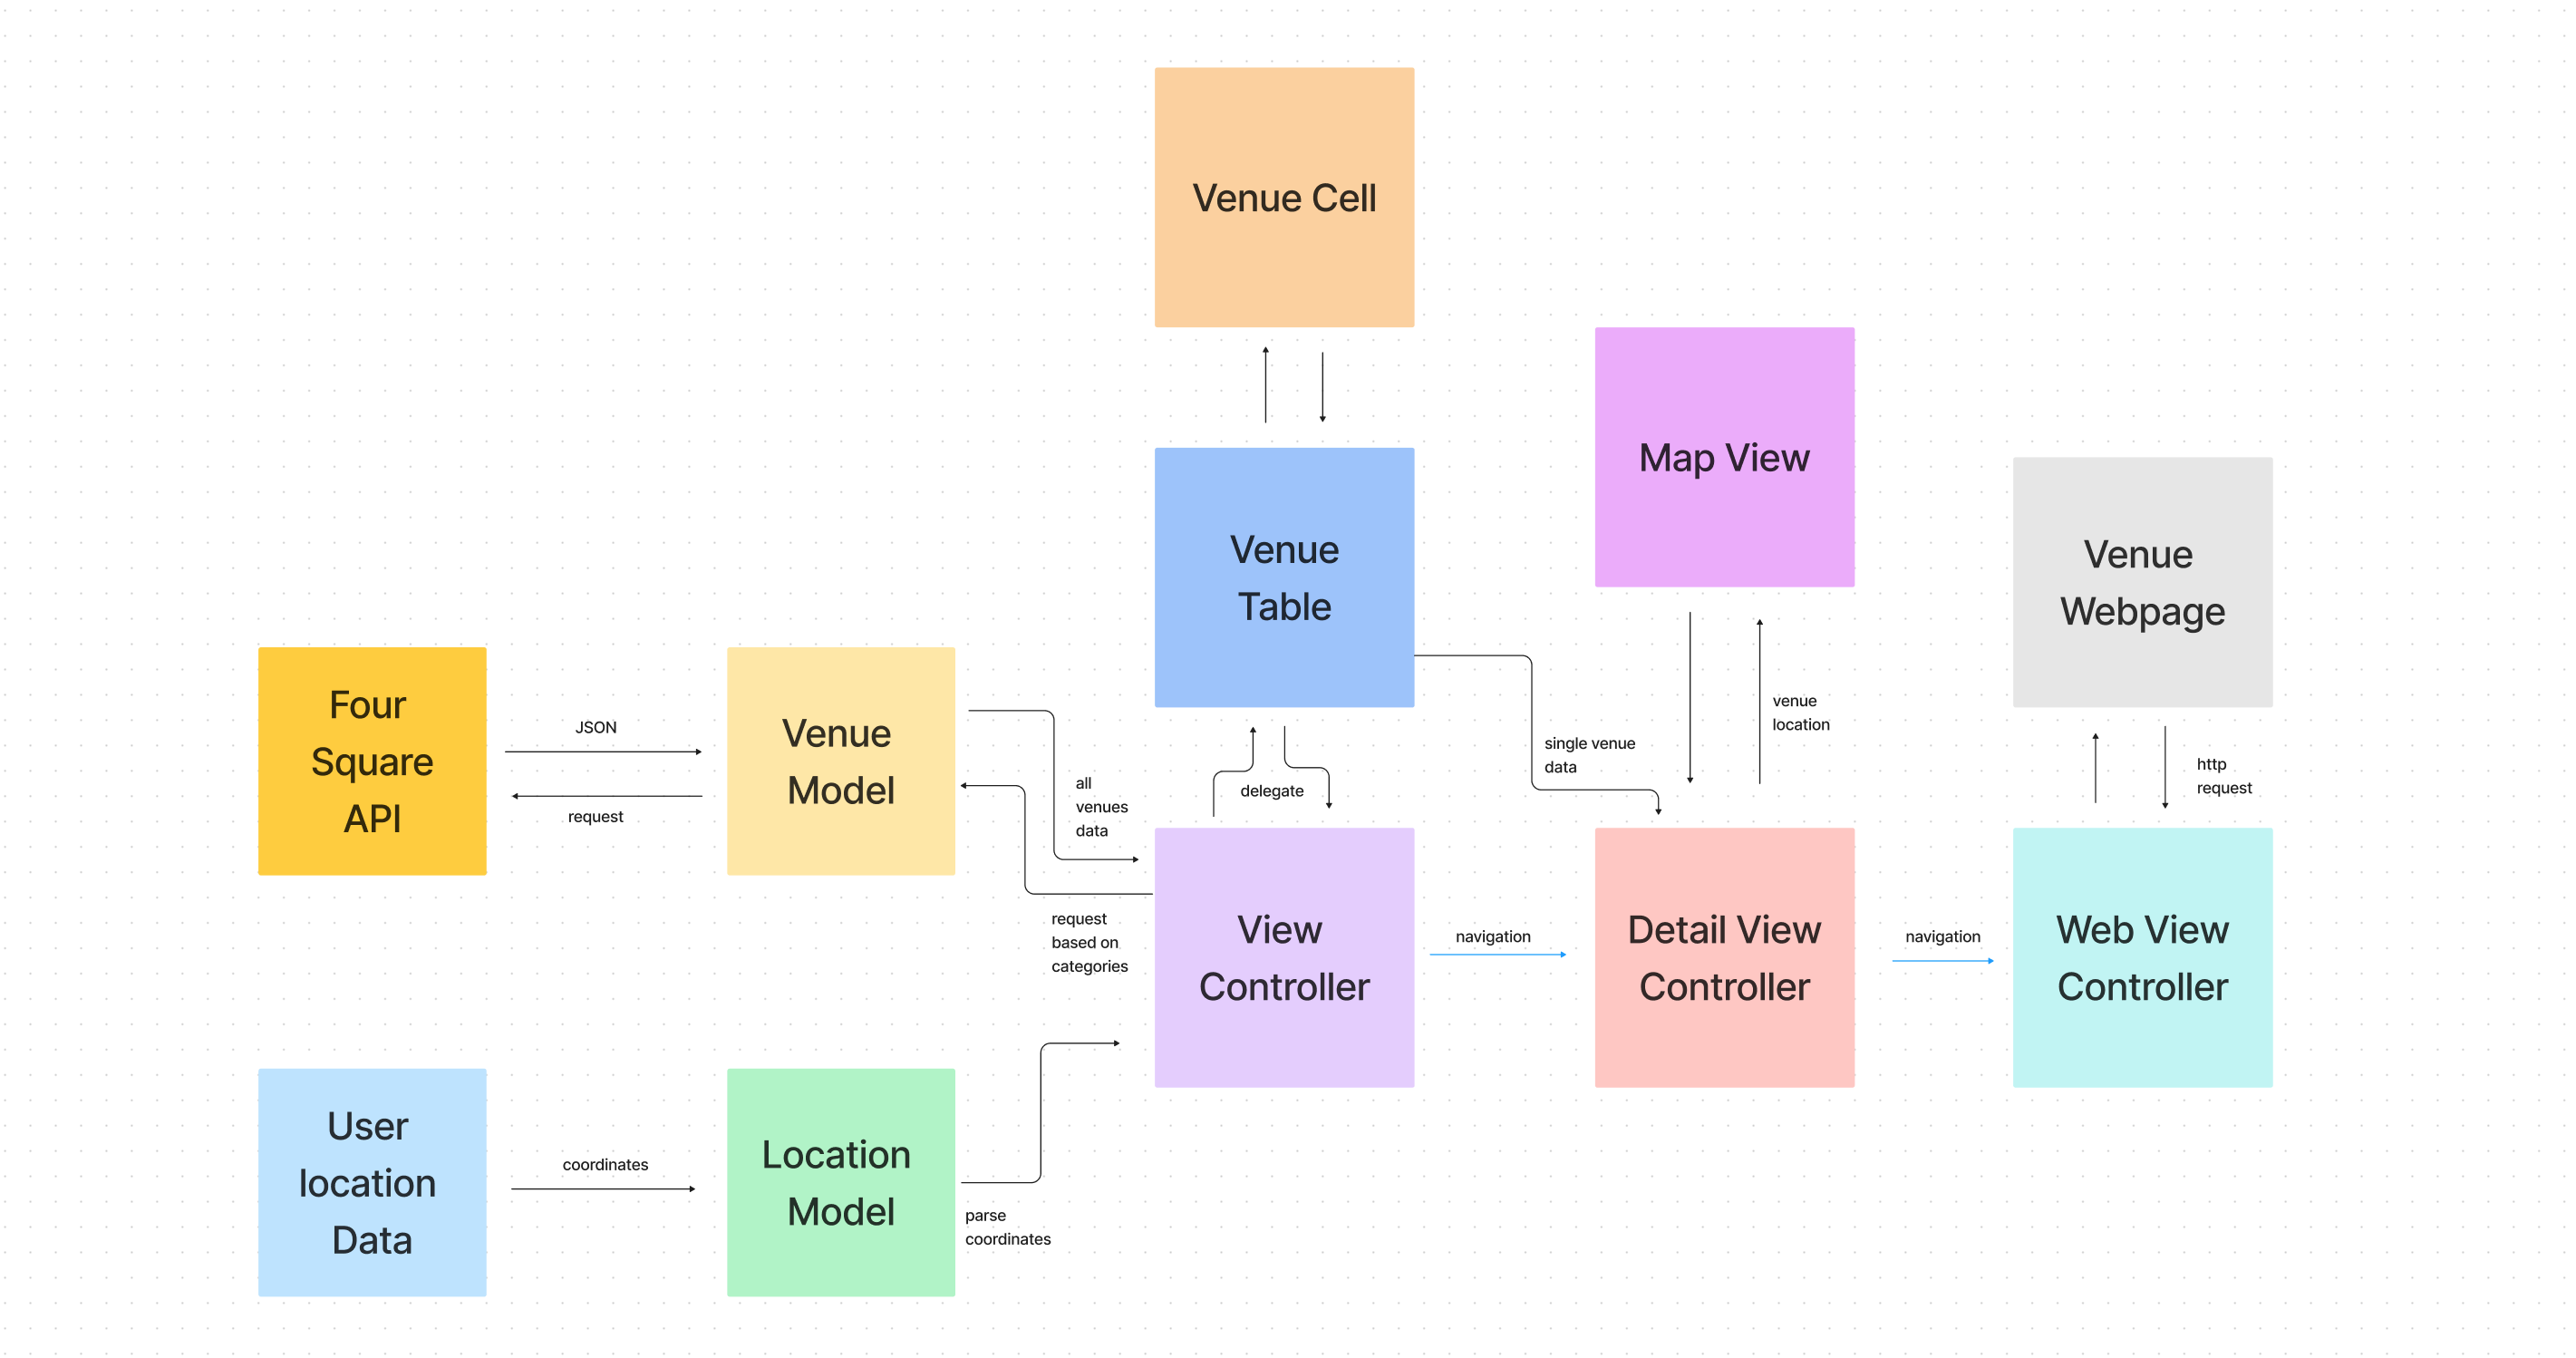 Venue Cell
Map View
Venue
Table
Venue
Webpage
Four
Square
API
JSON
request
Venue
Model
all
venues
data
delegate
single venue
data
venue
location
http
request
request
based on
categories
View
Controller
navigation
Detail View
Controller
navigation
Web View
Controller
User
location
Data
coordinates
Location
Model
parse
coordinates